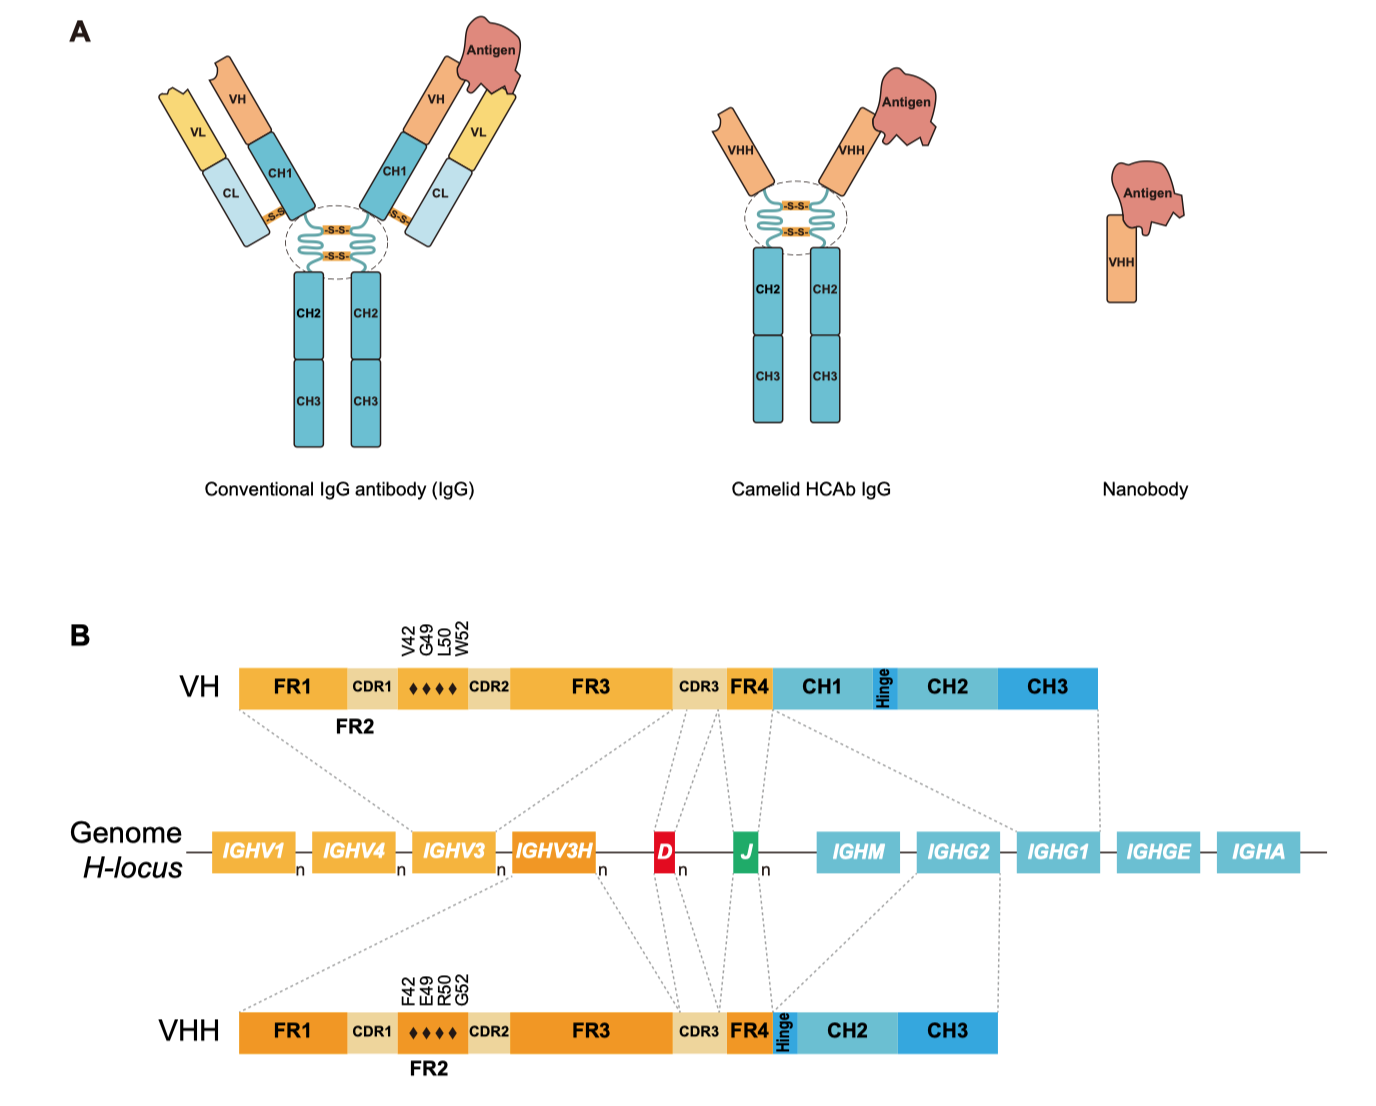 A
Antigen
VH
VH
VL
VL
CH1
CH1
CL
CL
-S-S-
-S-S-
-S-S-
-S-S-
CH2
CH2
CH3
CH3
Conventional IgG antibody (IgG)
Antigen
VHH
VHH
-S-S-
-S-S-
CH2
CH2
CH3
CH3
Camelid HCAb IgG
Antigen
VHH
Nanobody
B
V42 G49 L50 W52
VH FR1 CDR1 CDR2 FR3 CDR3 FR4 CH1 Hinge CH2 CH3
FR2
Genome
H-locus
IGHV1 n IGHV4 n IGHV3 n IGHV3H n D n J n IGHM IGHG2 IGHG1 IGHGE IGHA
F42 E49 R50 G52
VHH FR1 CDR1 CDR2 FR3 CDR3 FR4 Hinge CH2 CH3
FR2